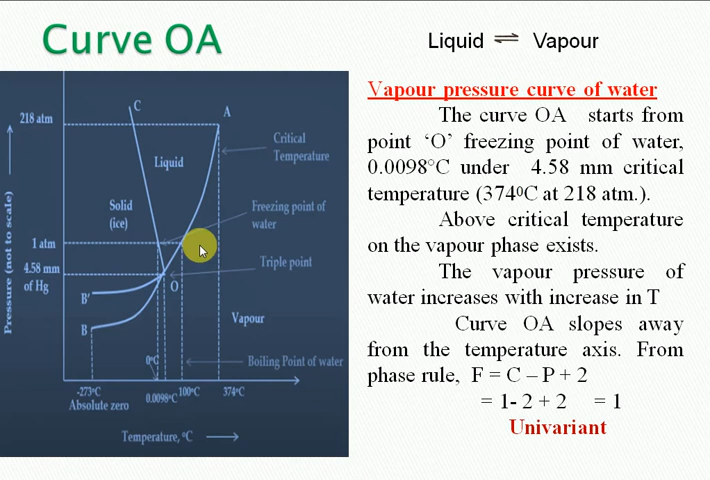 Curve OA
Liquid ⇌ Vapour
C
A
218 atm
Critical
Temperature
Liquid
Solid
(ice)
Freezing point of
water
1 atm
4.58 mm
of Hg
Triple point
O
B'
B
Vapour
0°C
Boiling Point of water
-273°C
Absolute zero
0.0098°C
100°C
374°C
Pressure (not to scale)
Temperature, °C
Vapour pressure curve of water
The curve OA starts from
point ‘O’ freezing point of water,
0.0098°C under 4.58 mm critical
temperature (374⁰C at 218 atm.).
Above critical temperature
on the vapour phase exists.
The vapour pressure of
water increases with increase in T
Curve OA slopes away
from the temperature axis. From
phase rule, F = C – P + 2
= 1- 2 + 2 = 1
Univariant